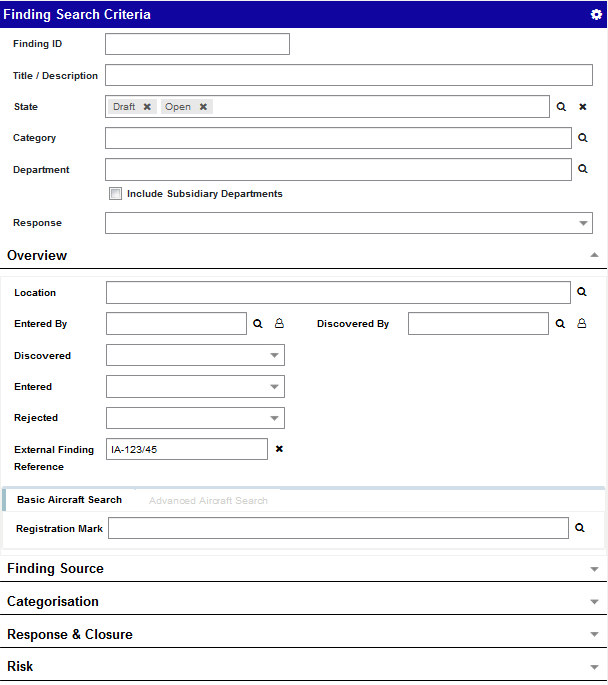 Finding Search Criteria
Finding ID
Title / Description
State Draft Open
Category
Department
Include Subsidiary Departments
Response
Overview
Location
Entered By Discovered By
Discovered
Entered
Rejected
External Finding IA-123/45
Reference
Basic Aircraft Search Advanced Aircraft Search
Registration Mark
Finding Source
Categorisation
Response & Closure
Risk